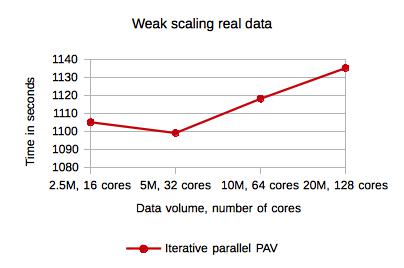 Weak scaling real data
1140
1130
1120
1110
1100
1090
1080
Time in seconds
2.5M, 16 cores 5M, 32 cores 10M, 64 cores 20M, 128 cores
Data volume, number of cores
Iterative parallel PAV